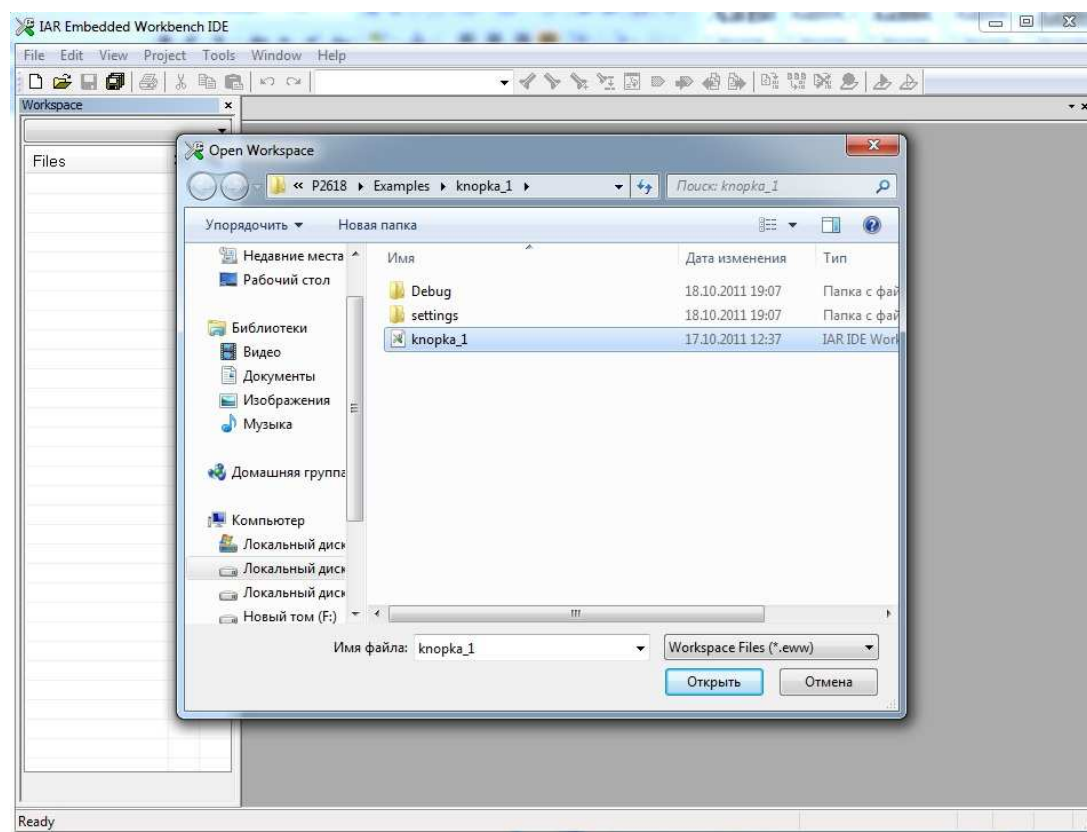 IAR Embedded Workbench IDE
File Edit View Project Tools Window Help
Workspace
Files
Open Workspace
« P2618 Examples knopka_1
Поиск: knopka_1
Упорядочить Новая папка
Недавние места
Рабочий стол
Библиотеки
Видео
Документы
Изображения
Музыка
Домашняя группа
Компьютер
Локальный диск
Локальный диск
Локальный диск
Новый том (F:)
Имя Дата изменения Тип
Debug 18.10.2011 19:07 Папка с фай
settings 18.10.2011 19:07 Папка с фай
knopka_1 17.10.2011 12:37 IAR IDE Work
Имя файла: knopka_1 Workspace Files (*.eww)
Открыть Отмена
Ready